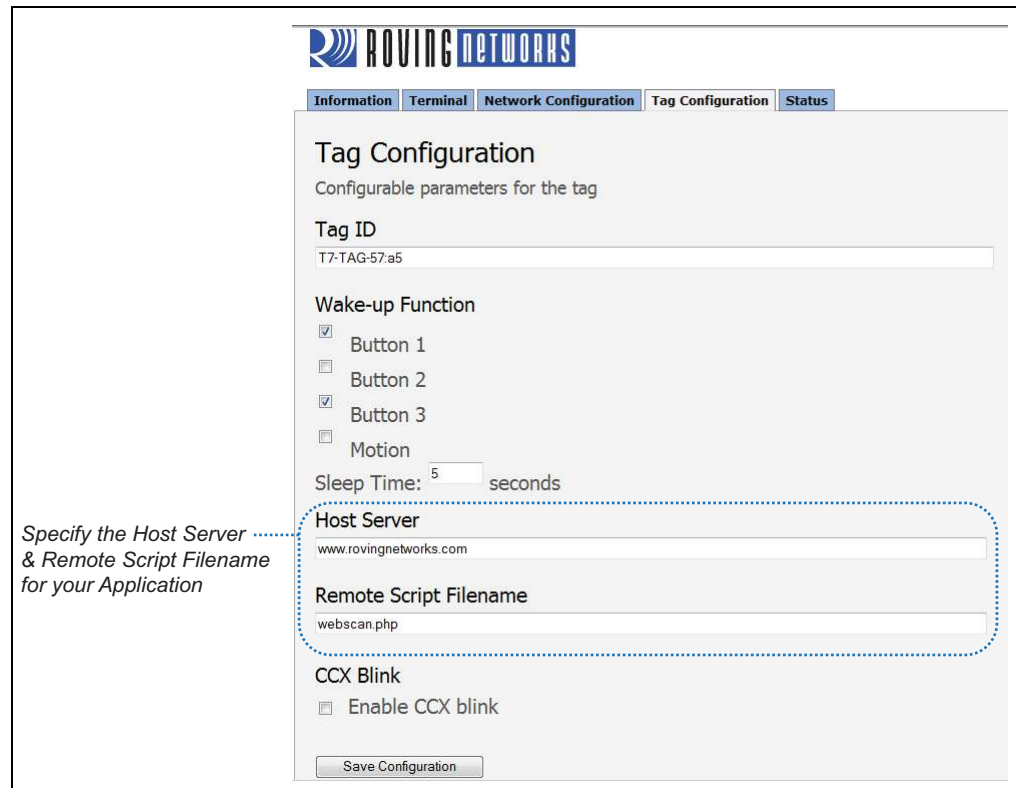 ROVING NETWORKS
Information Terminal Network Configuration Tag Configuration Status
Tag Configuration
Configurable parameters for the tag
Tag ID
T7-TAG-57:a5
Wake-up Function
Button 1
Button 2
Button 3
Motion
Sleep Time: 5 seconds
Specify the Host Server
& Remote Script Filename
for your Application
Host Server
www.rovingnetworks.com
Remote Script Filename
webscan.php
CCX Blink
Enable CCX blink
Save Configuration